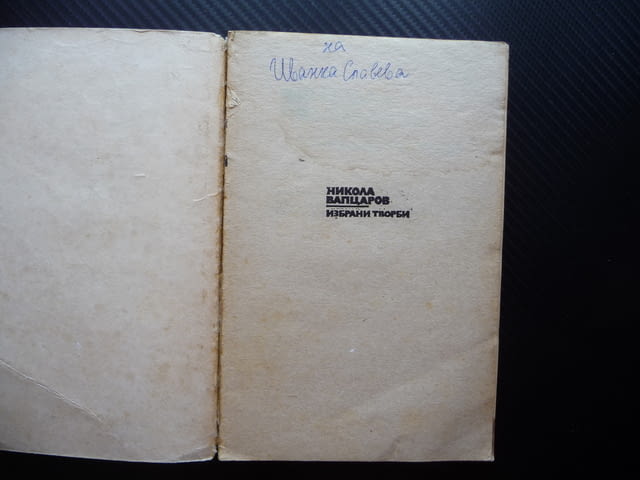 на
Иванка Славева
НИКОЛА
ВАПЦАРОВ
ИЗБРАНИ ТВОРБИ